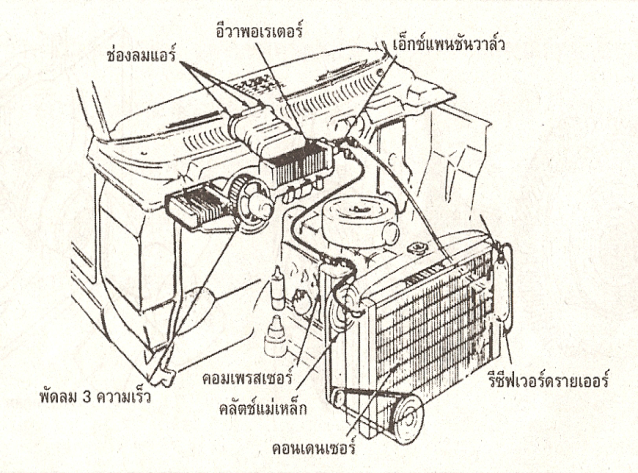 อีวาพอเรเตอร์
เอ็กซ์แพนชันวาล์ว
ช่องลมแอร์
คอมเพรสเซอร์
รีซีฟเวอร์ดรายเออร์
พัดลม 3 ความเร็ว
คลัตช์แม่เหล็ก
คอนเดนเซอร์